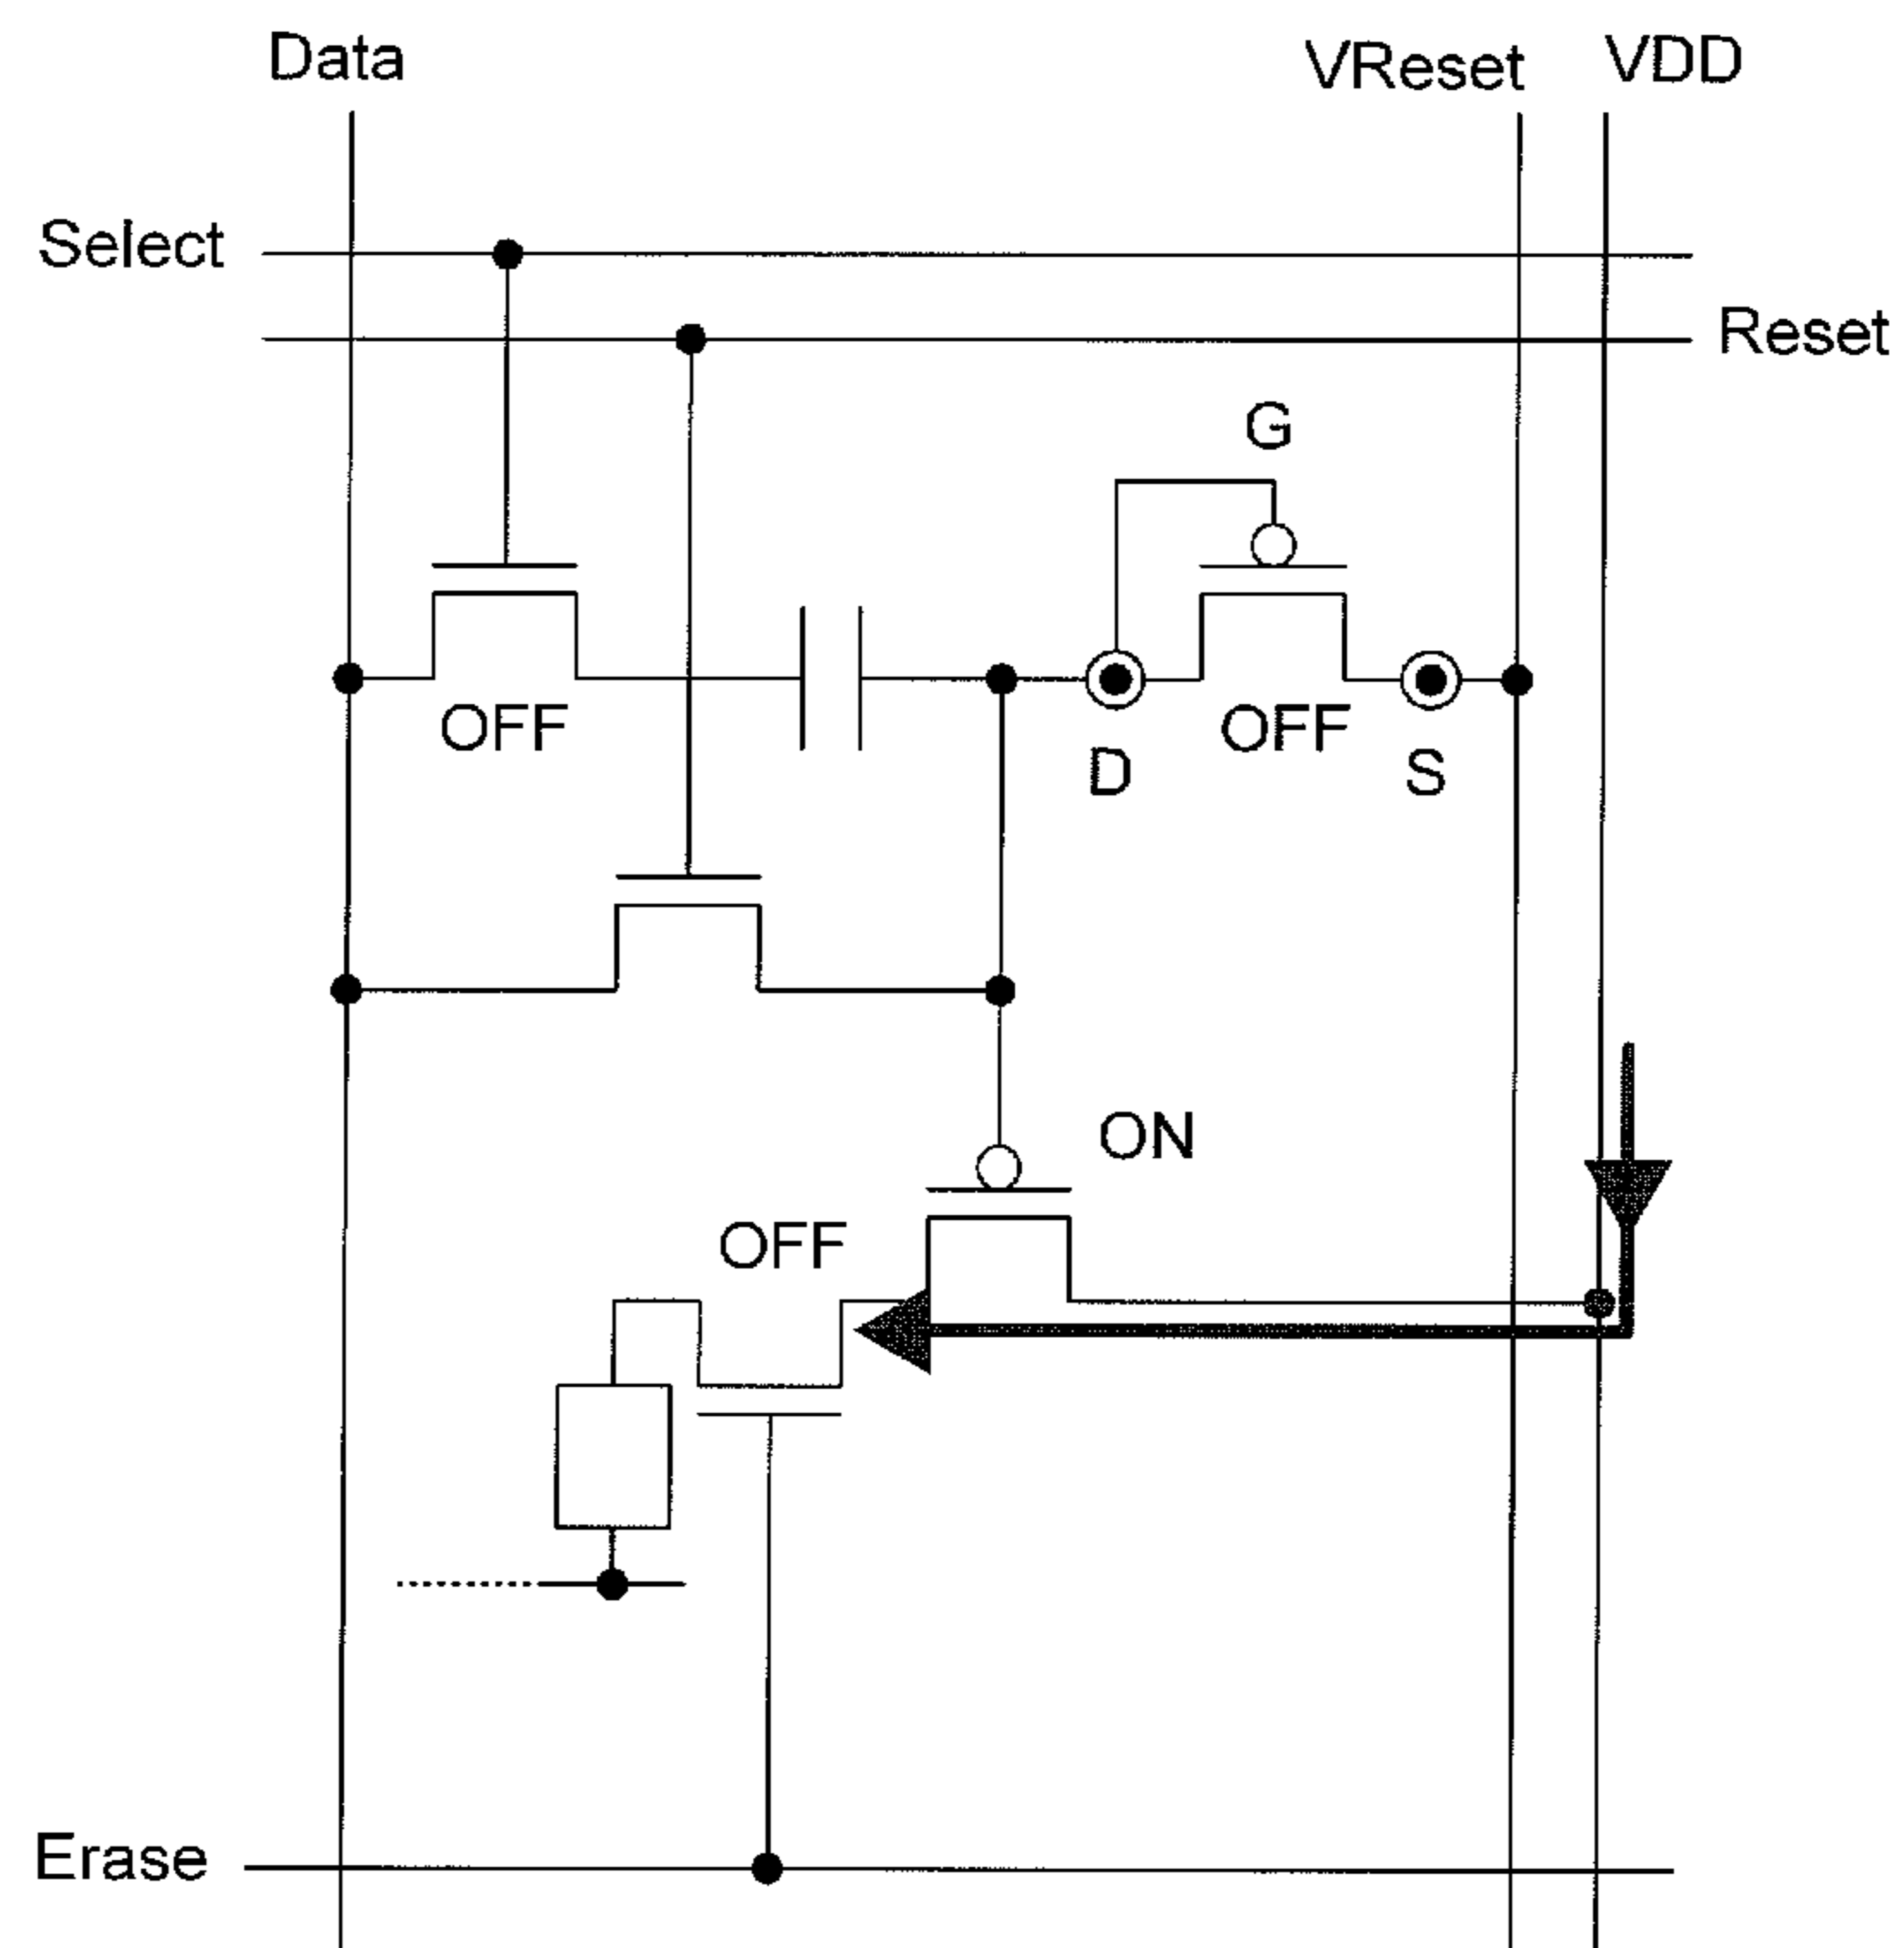 Data
VReset
VDD
Select
Reset
G
OFF
OFF
D
S
ON
OFF
Erase